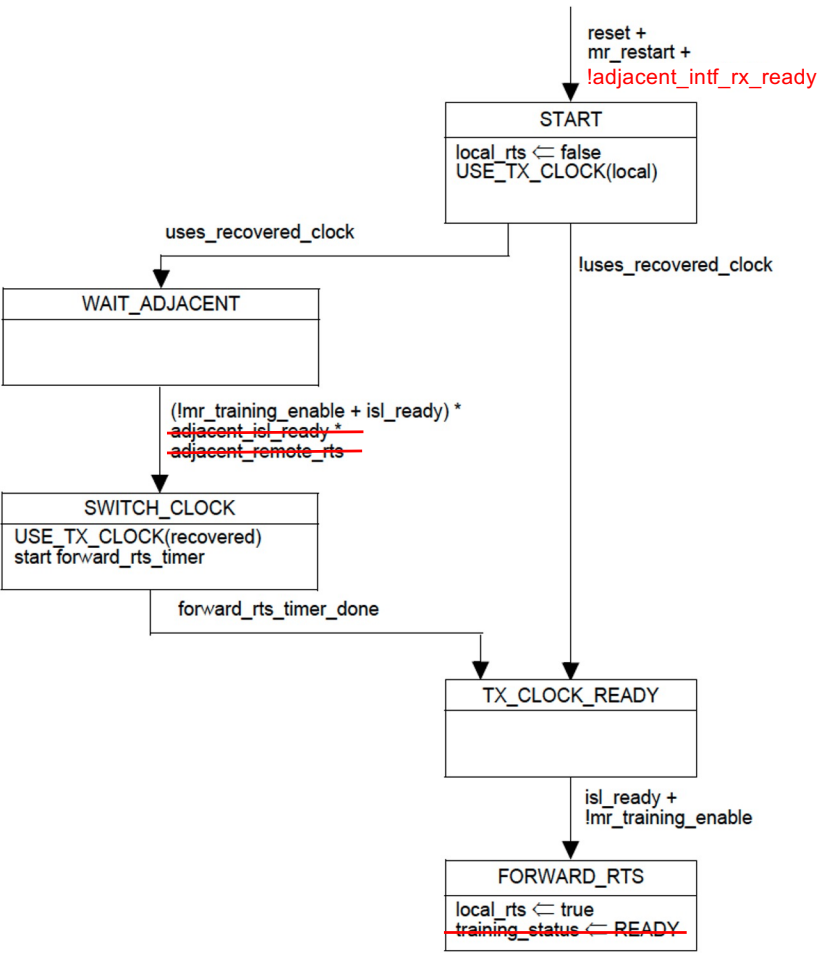 reset +
mr_restart +
!adjacent_intf_rx_ready
START
local_rts ⇐ false
USE_TX_CLOCK(local)
uses_recovered_clock
!uses_recovered_clock
WAIT_ADJACENT
(!mr_training_enable + isl_ready) *
adjacent_isl_ready *
adjacent_remote_rts
SWITCH_CLOCK
USE_TX_CLOCK(recovered)
start forward_rts_timer
forward_rts_timer_done
TX_CLOCK_READY
isl_ready +
!mr_training_enable
FORWARD_RTS
local_rts ⇐ true
training_status ⇐ READY